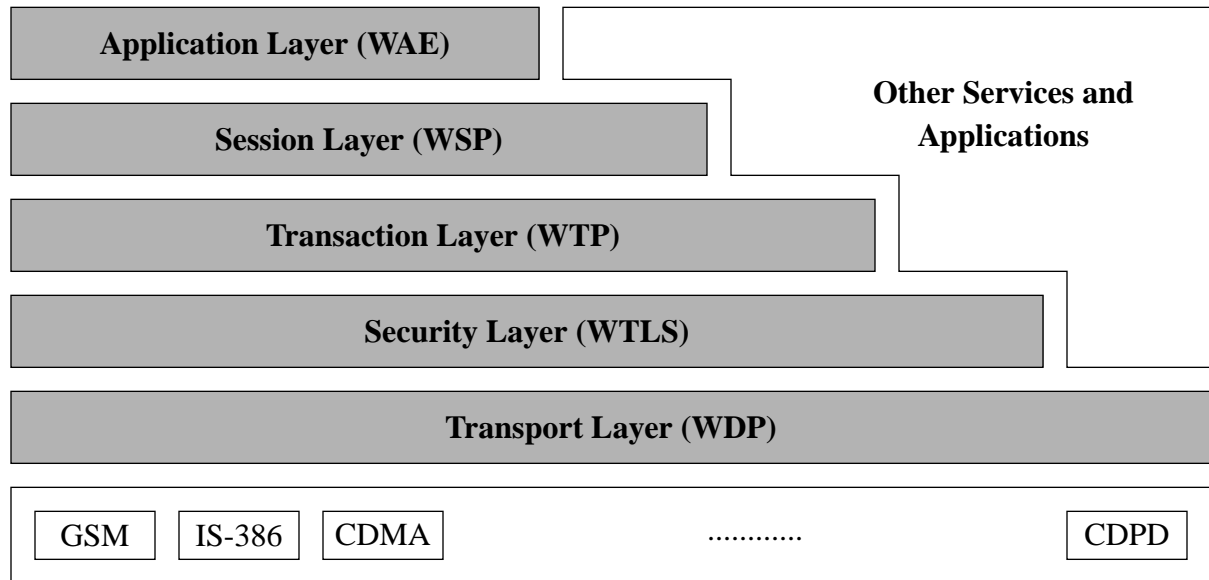 Application Layer (WAE)
Other Services and
Applications
Session Layer (WSP)
Transaction Layer (WTP)
Security Layer (WTLS)
Transport Layer (WDP)
GSM IS-386 CDMA ............ CDPD